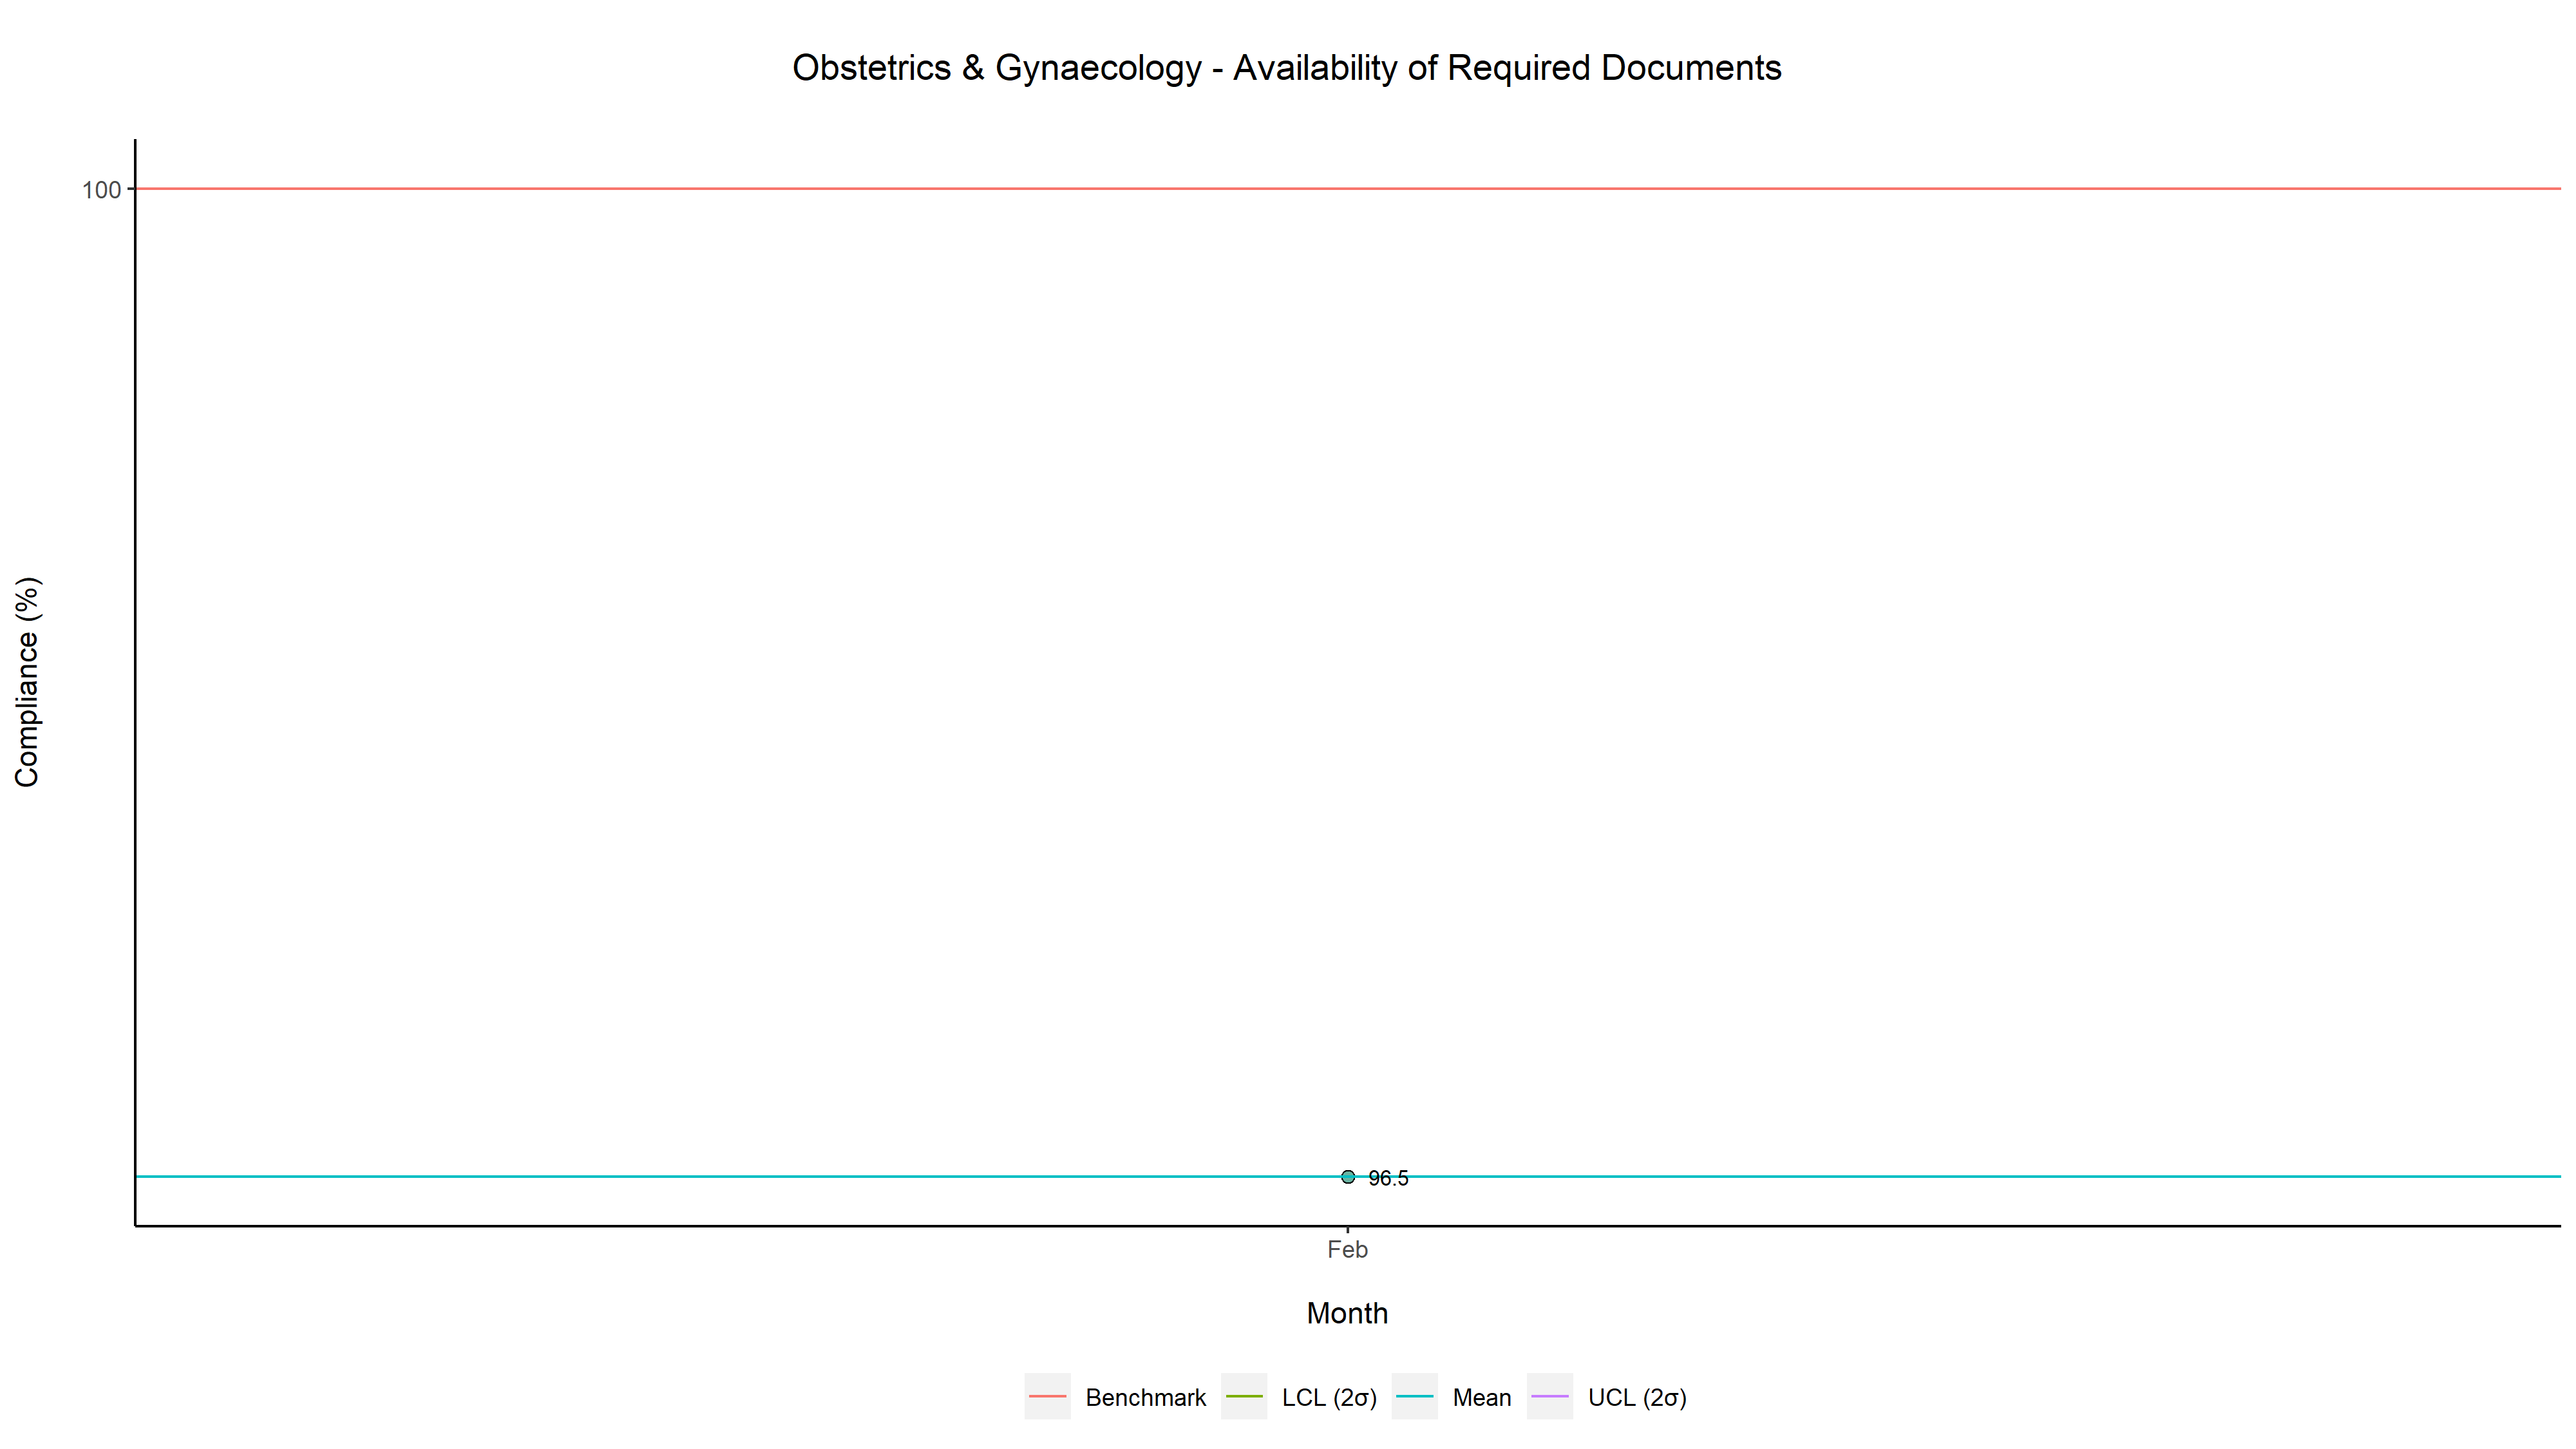 Obstetrics & Gynaecology - Availability of Required Documents
100
Compliance (%)
96.5
Feb
Month
Benchmark LCL (2σ) Mean UCL (2σ)